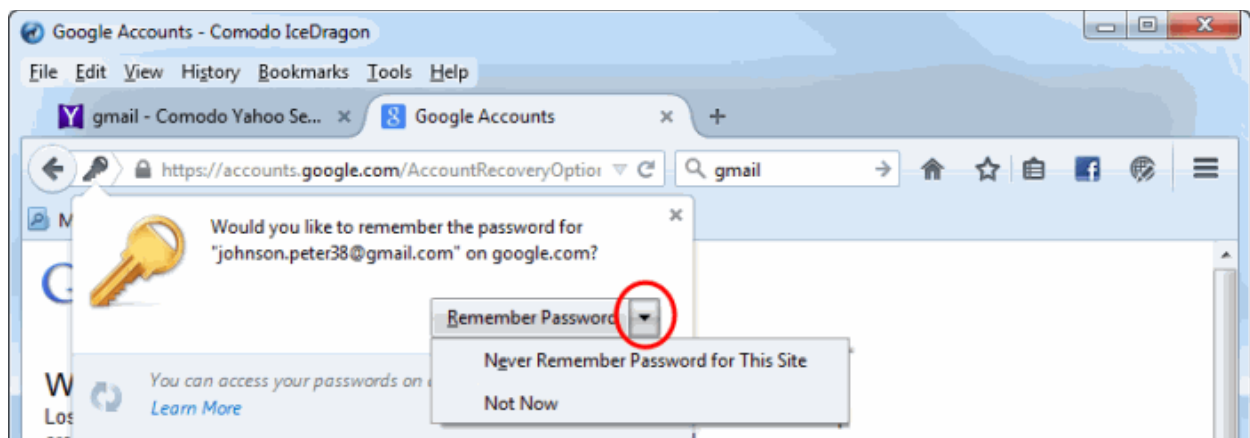 Google Accounts - Comodo IceDragon
File Edit View History Bookmarks Tools Help
gmail - Comodo Yahoo Se...
Google Accounts
https://accounts.google.com/AccountRecoveryOption
gmail
M
Would you like to remember the password for
"johnson.peter38@gmail.com" on google.com?
G
Remember Password
Never Remember Password for This Site
W
You can access your passwords on
Not Now
Los
Learn More